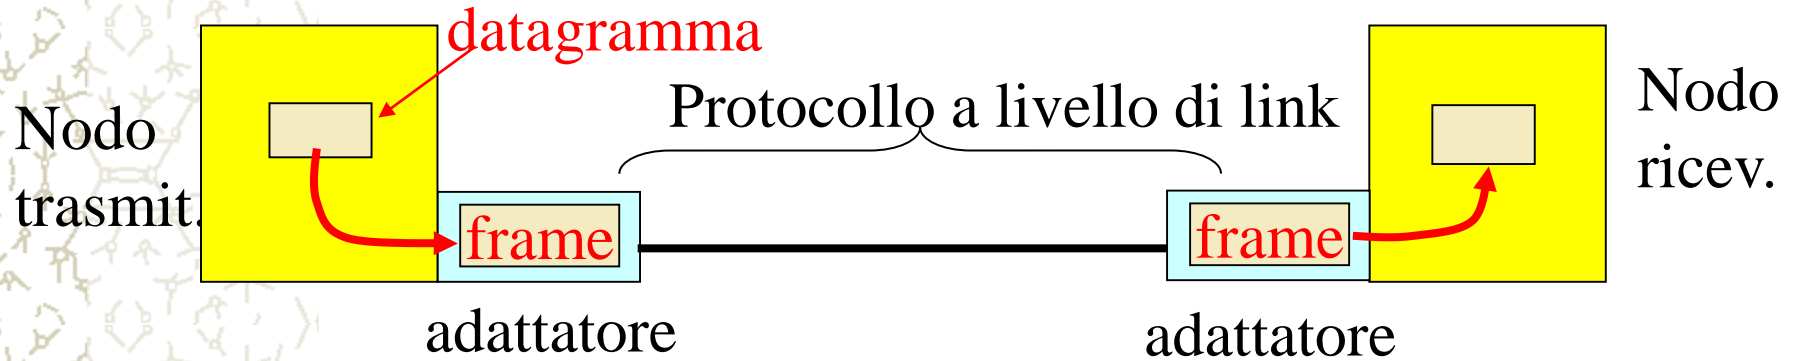 datagramma
Protocollo a livello di link
Nodo
trasmit.
Nodo
ricev.
frame
frame
adattatore
adattatore